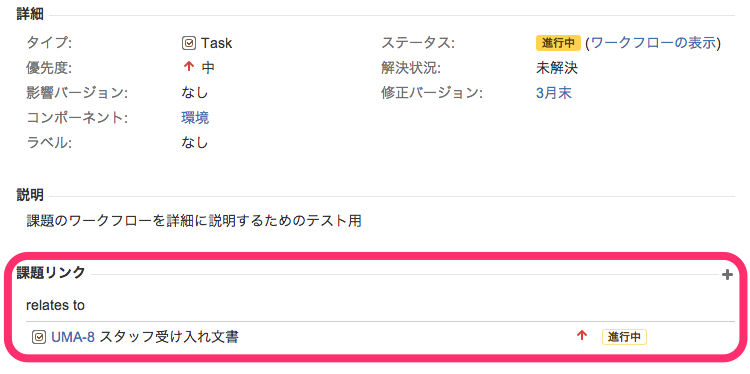 詳細
タイプ: Task ステータス: 進行中 (ワークフローの表示)
優先度: 中 解決状況: 未解決
影響バージョン: なし 修正バージョン: 3月末
コンポーネント: 環境
ラベル: なし
説明
課題のワークフローを詳細に説明するためのテスト用
課題リンク
relates to
UMA-8 スタッフ受け入れ文書 進行中